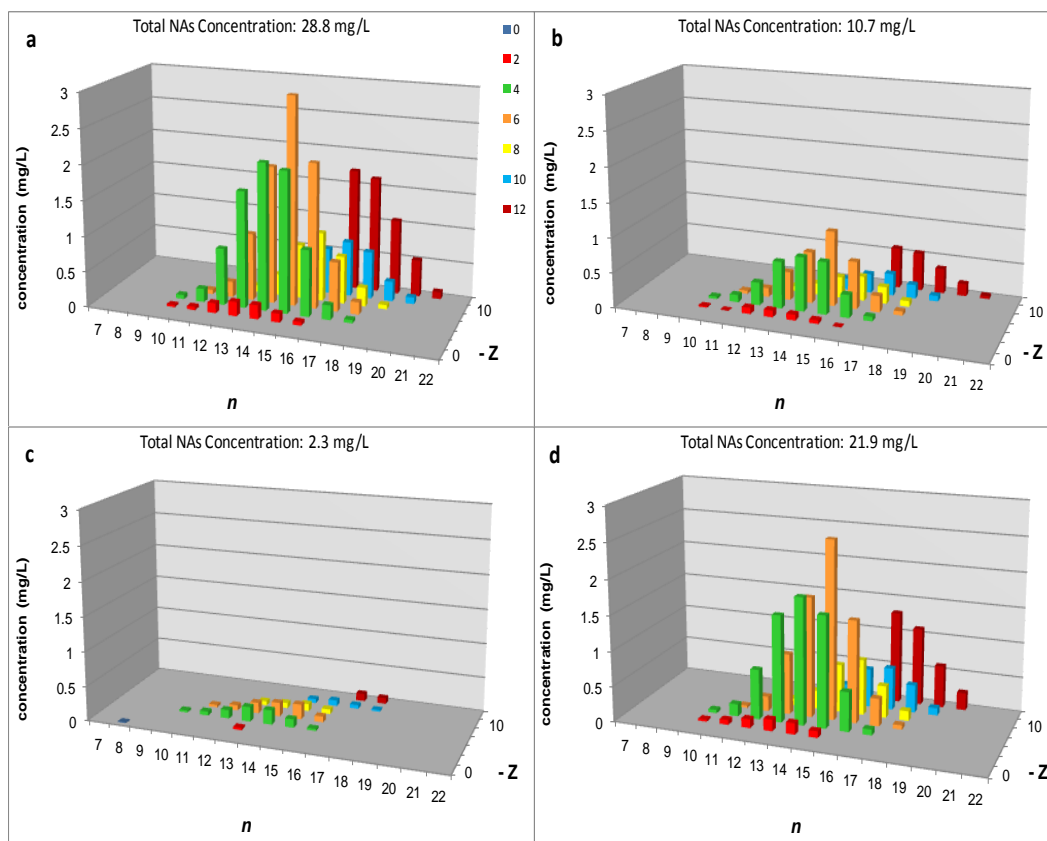 Total NAs Concentration: 28.8 mg/L
a
0
2
4
6
8
10
12
3
2.5
2
1.5
1
0.5
0
concentration (mg/L)
7 8 9 10 11 12 13 14 15 16 17 18 19 20 21 22
10
0
- Z
n
Total NAs Concentration: 10.7 mg/L
b
3
2.5
2
1.5
1
0.5
0
concentration (mg/L)
7 8 9 10 11 12 13 14 15 16 17 18 19 20 21 22
10
0
- Z
n
Total NAs Concentration: 2.3 mg/L
c
3
2.5
2
1.5
1
0.5
0
concentration (mg/L)
7 8 9 10 11 12 13 14 15 16 17 18 19 20 21 22
10
0
- Z
n
Total NAs Concentration: 21.9 mg/L
d
3
2.5
2
1.5
1
0.5
0
concentration (mg/L)
7 8 9 10 11 12 13 14 15 16 17 18 19 20 21 22
10
0
- Z
n